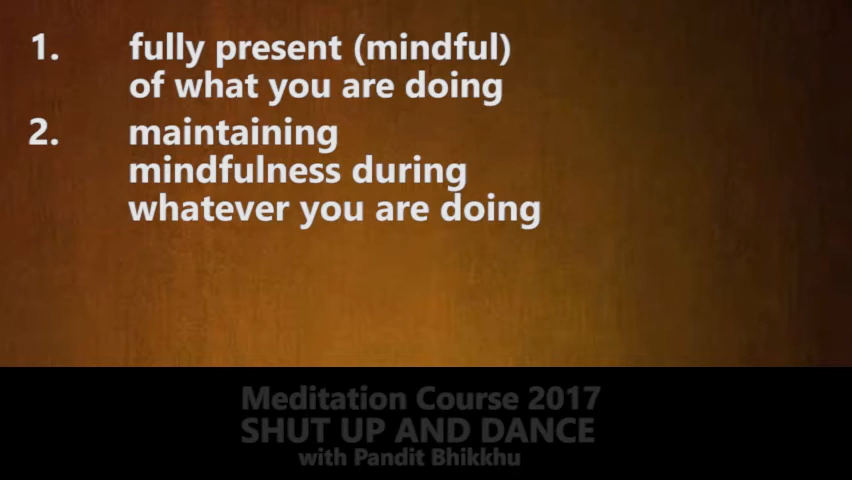 1. fully present (mindful)
of what you are doing
2. maintaining
mindfulness during
whatever you are doing
Meditation Course 2017
SHUT UP AND DANCE
with Pandit Bhikkhu